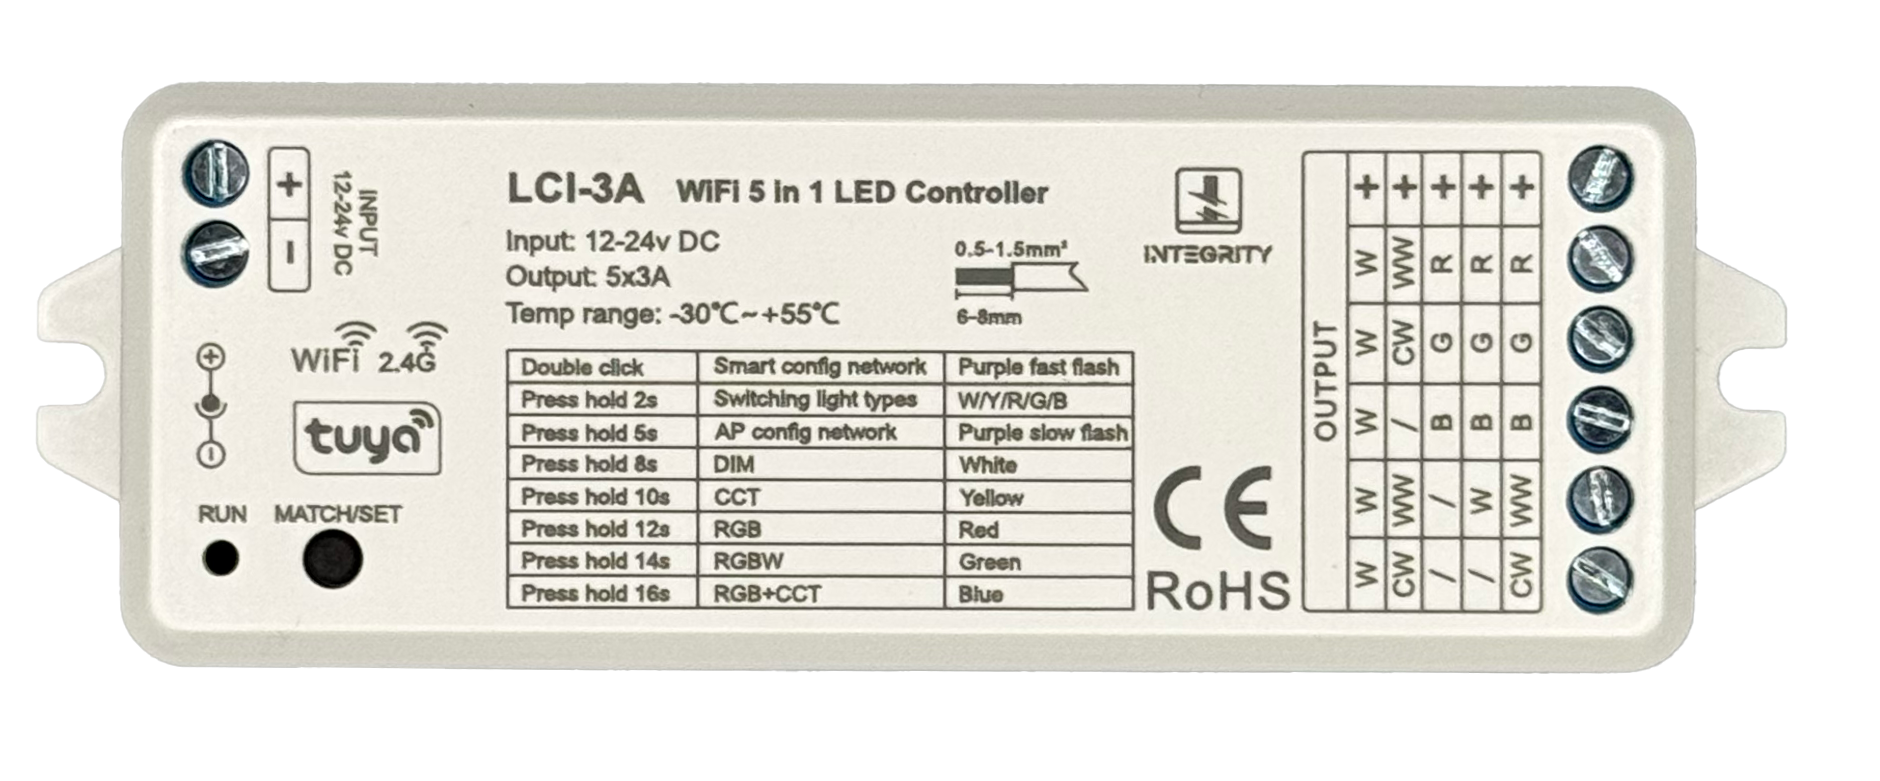 +
−
INPUT
12-24v DC
WiFi 2.4G
tuya
RUN MATCH/SET
LCI-3A WiFi 5 in 1 LED Controller
Input: 12-24v DC
Output: 5x3A
Temp range: -30°C~+55°C
0.5-1.5mm²
6-8mm
INTEGRITY
Double click Smart config network Purple fast flash
Press hold 2s Switching light types W/Y/R/G/B
Press hold 5s AP config network Purple slow flash
Press hold 8s DIM White
Press hold 10s CCT Yellow
Press hold 12s RGB Red
Press hold 14s RGBW Green
Press hold 16s RGB+CCT Blue
CE
RoHS
OUTPUT
+ + + + +
W WW R R R
W CW G G G
W / B B B
W WW / W WW
W CW / / CW